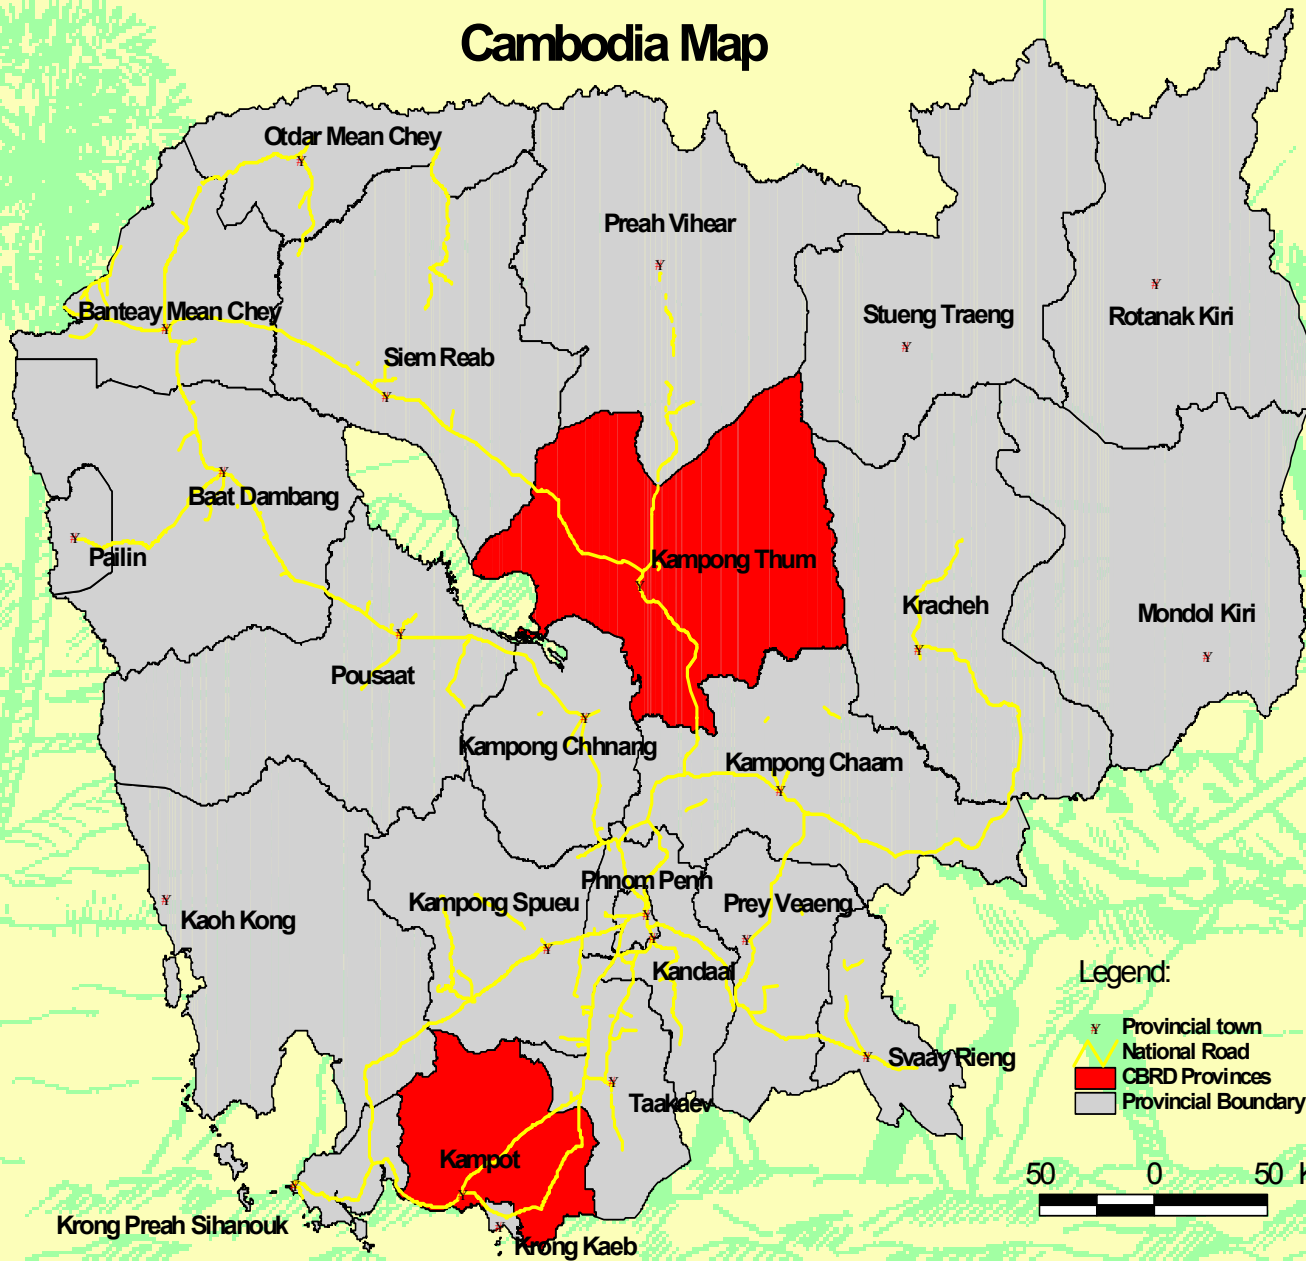 Cambodia Map
Otdar Mean Chey
Preah Vihear
Banteay Mean Chey
Stueng Traeng
Rotanak Kiri
Siem Reab
Baat Dambang
Pailin
Kampong Thum
Kracheh
Mondol Kiri
Pousaat
Kampong Chhnang
Kampong Chaam
Phnom Penh
Kampong Spueu
Prey Veaeng
Kaoh Kong
Kandaal
Legend:
Provincial town
National Road
Svaay Rieng
CBRD Provinces
Taakaev
Provincial Boundary
Kampot
50 0 50 K
Krong Preah Sihanouk
Krong Kaeb